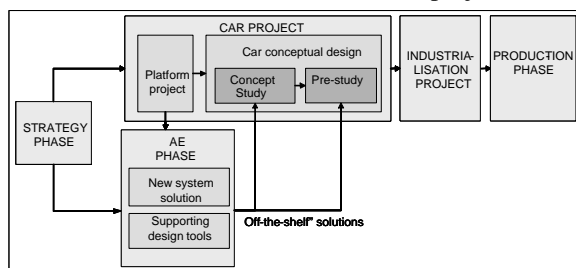 CAR PROJECT
Car conceptual design
Platform
project
Concept
Study
Pre-study
INDUSTRIA-
LISATION
PROJECT
PRODUCTION
PHASE
STRATEGY
PHASE
AE
PHASE
New system
solution
Supporting
design tools
Off-the-shelf" solutions